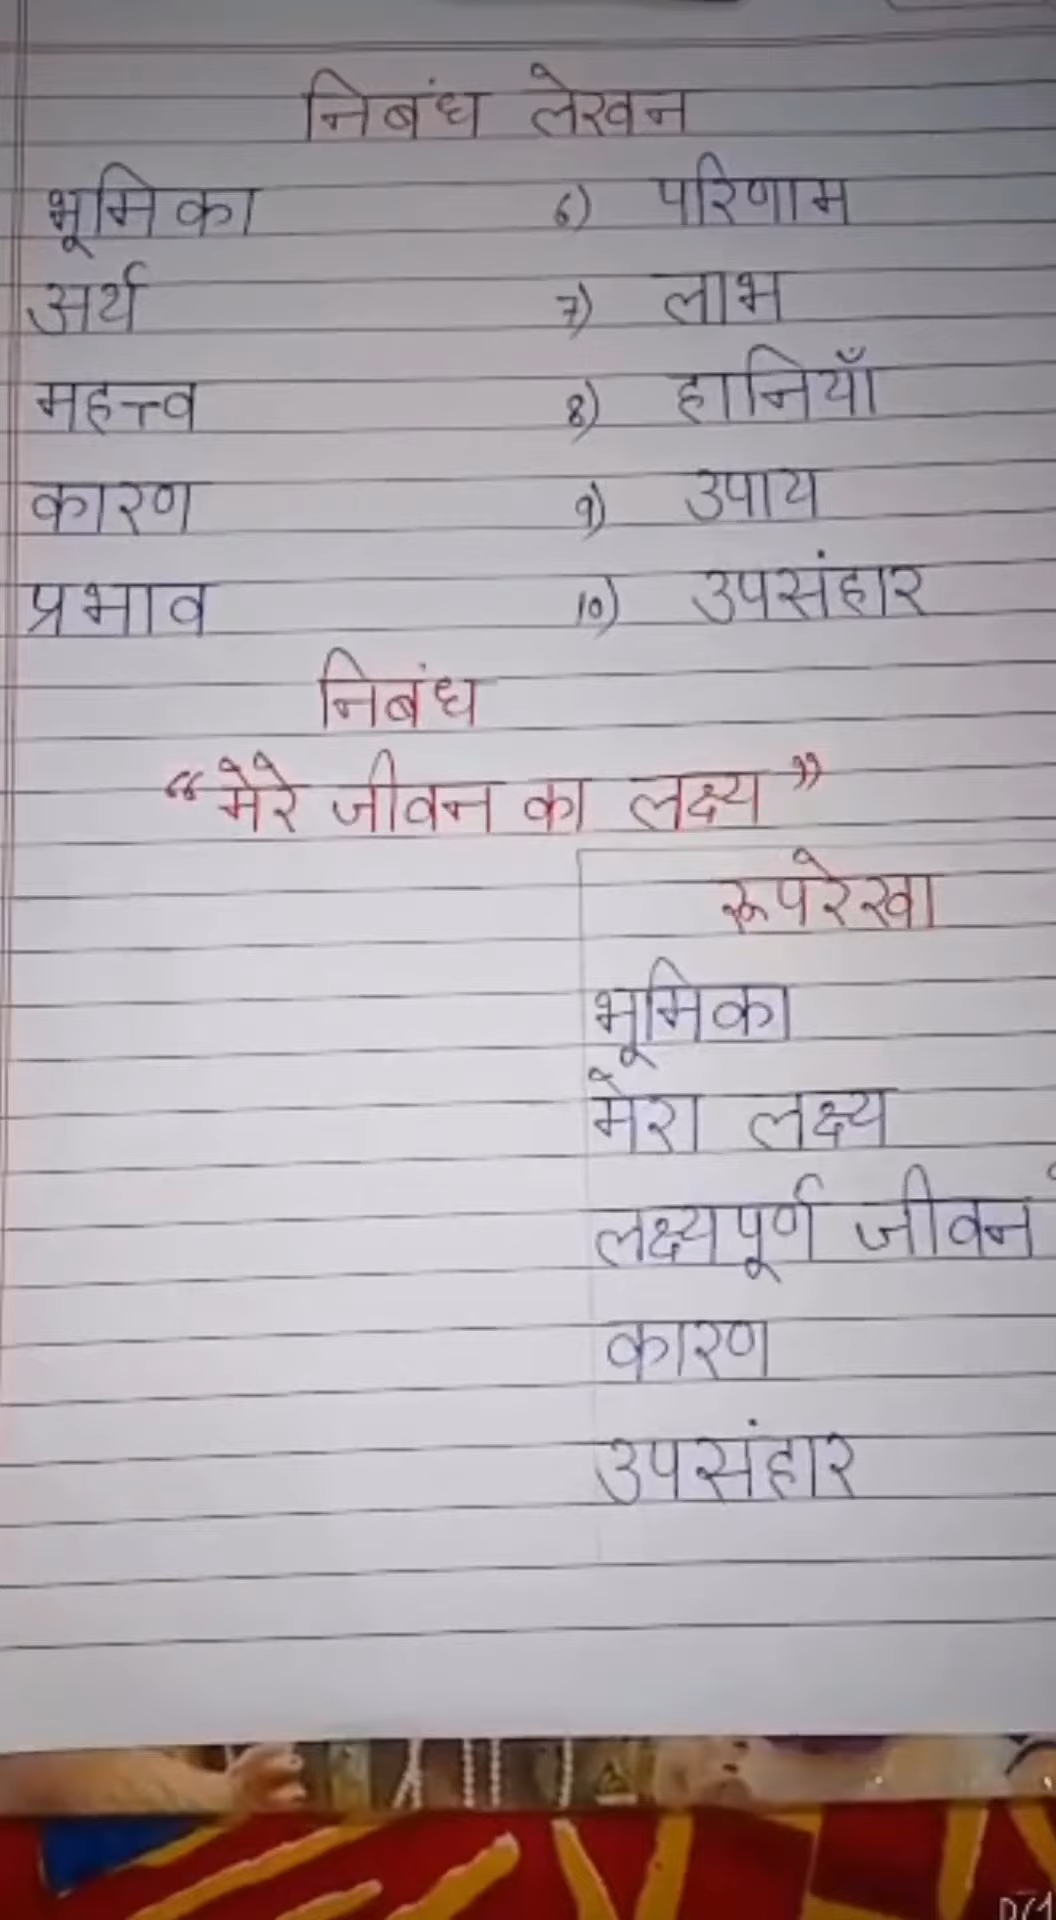 निबंध लेखन
भूमिका 6) परिणाम
अर्थ 7) लाभ
महत्त्व 8) हानियाँ
कारण 9) उपाय
प्रभाव 10) उपसंहार
निबंध
“मेरे जीवन का लक्ष्य”
रूपरेखा
भूमिका
मेरा लक्ष्य
लक्ष्यपूर्ण जीवन
कारण
उपसंहार